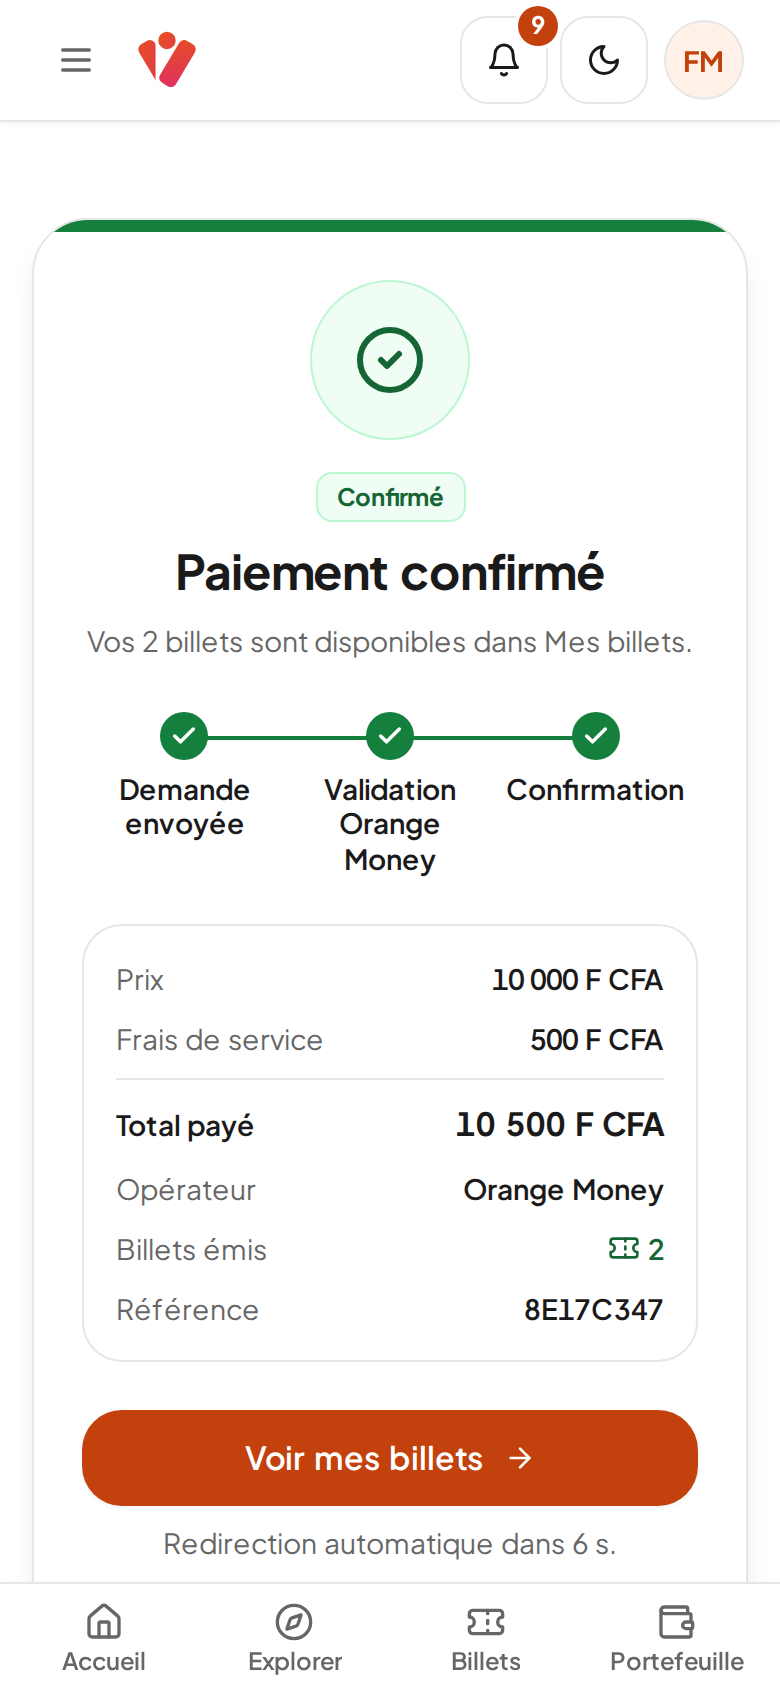 9
FM
Confirmé
Paiement confirmé
Vos 2 billets sont disponibles dans Mes billets.
Demande envoyée
Validation Orange Money
Confirmation
Prix 10 000 F CFA
Frais de service 500 F CFA
Total payé 10 500 F CFA
Opérateur Orange Money
Billets émis 2
Référence 8E17C347
Voir mes billets →
Redirection automatique dans 6 s.
Accueil Explorer Billets Portefeuille